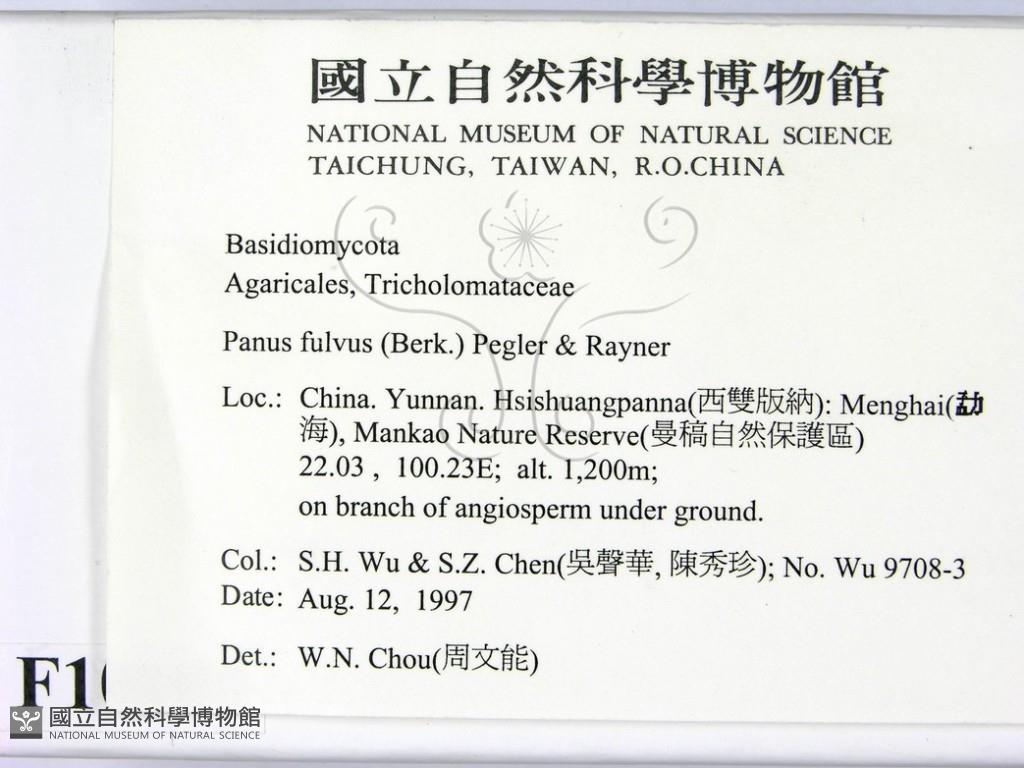 國立自然科學博物館
NATIONAL MUSEUM OF NATURAL SCIENCE
TAICHUNG, TAIWAN, R.O.CHINA
Basidiomycota
Agaricales, Tricholomataceae
Panus fulvus (Berk.) Pegler & Rayner
Loc.: China. Yunnan. Hsishuangpanna(西雙版納): Menghai(勐
海), Mankao Nature Reserve(曼稿自然保護區)
22.03 , 100.23E; alt. 1,200m;
on branch of angiosperm under ground.
Col.: S.H. Wu & S.Z. Chen(吳聲華, 陳秀珍); No. Wu 9708-3
Date: Aug. 12, 1997
Det.: W.N. Chou(周文能)
F1
國立自然科學博物館
NATIONAL MUSEUM OF NATURAL SCIENCE